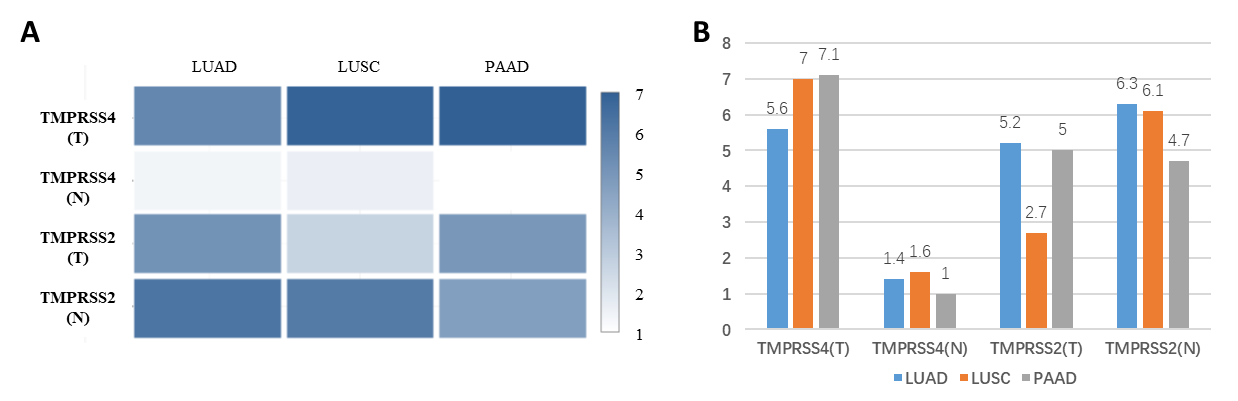 A
LUAD LUSC PAAD
TMPRSS4
(T)
TMPRSS4
(N)
TMPRSS2
(T)
TMPRSS2
(N)
7
6
5
4
3
2
1
B
8
7
6
5
4
3
2
1
0
5.6 7 7.1
1.4 1.6 1
5.2 2.7 5
6.3 6.1 4.7
TMPRSS4(T) TMPRSS4(N) TMPRSS2(T) TMPRSS2(N)
LUAD LUSC PAAD